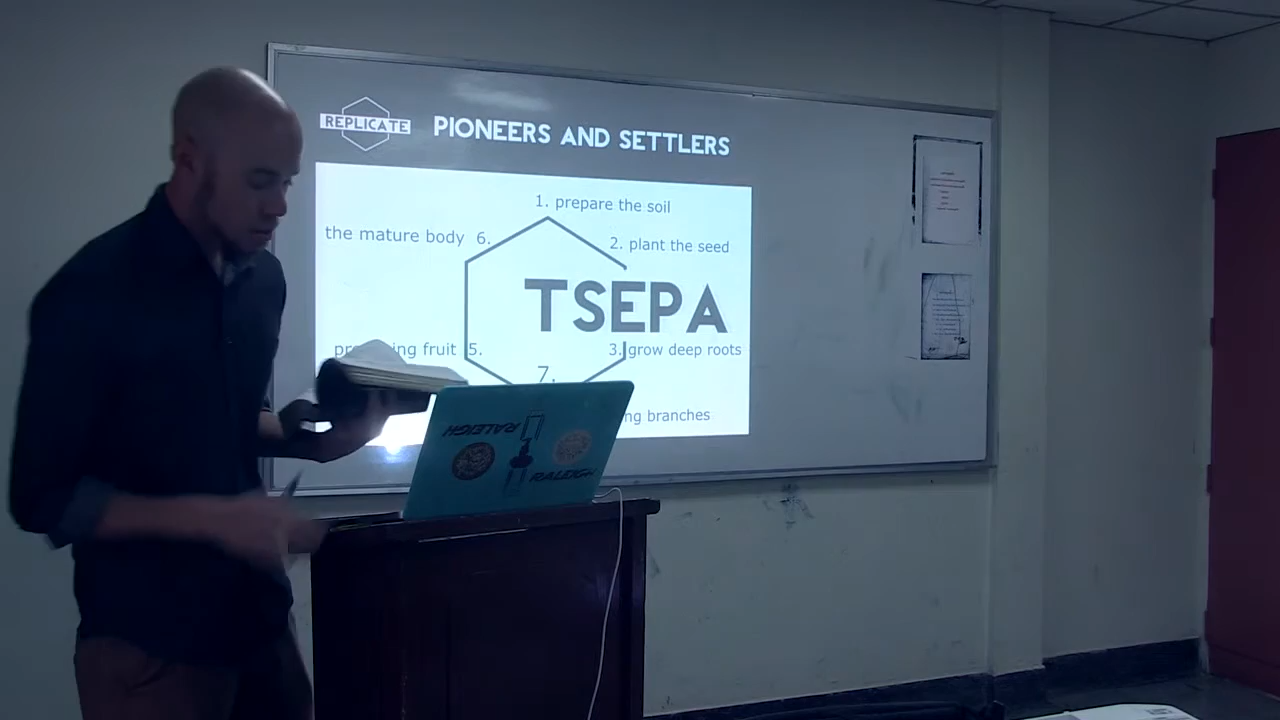 REPLICATE
PIONEERS AND SETTLERS
1. prepare the soil
the mature body 6.
2. plant the seed
TSEPA
fruit 5.
3. grow deep roots
7.
branches
RALEIGH
RALEIGH